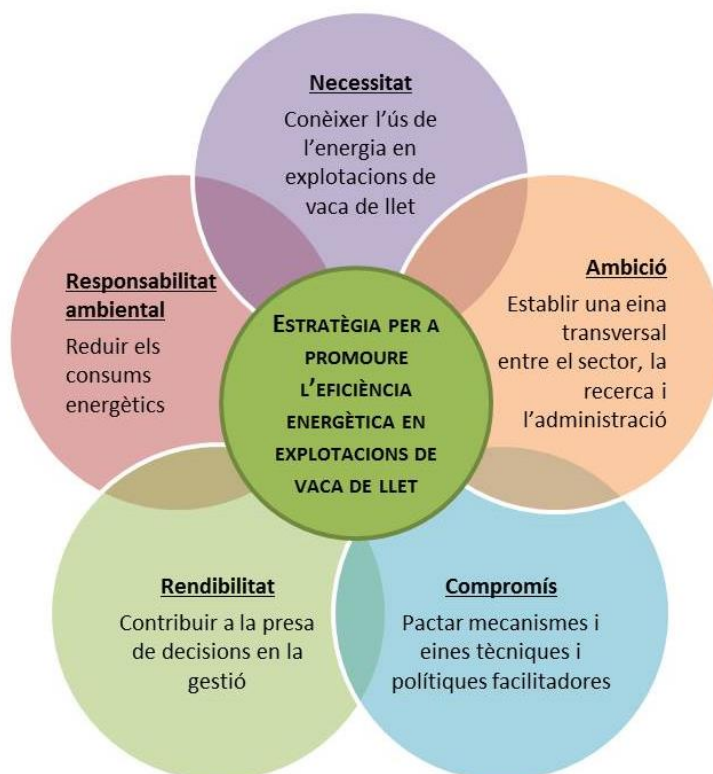 Necessitat
Conèixer l’ús de
l’energia en
explotacions de
vaca de llet
Ambició
Establir una eina
transversal
entre el sector, la
recerca i
l’administració
Compromís
Pactar mecanismes i
eines tècniques i
polítiques facilitadores
Rendibilitat
Contribuir a la presa
de decisions en la
gestió
Responsabilitat
ambiental
Reduir els
consums
energètics
ESTRATÈGIA PER A
PROMOURE
L’EFICIÈNCIA
ENERGÈTICA EN
EXPLOTACIONS DE
VACA DE LLET